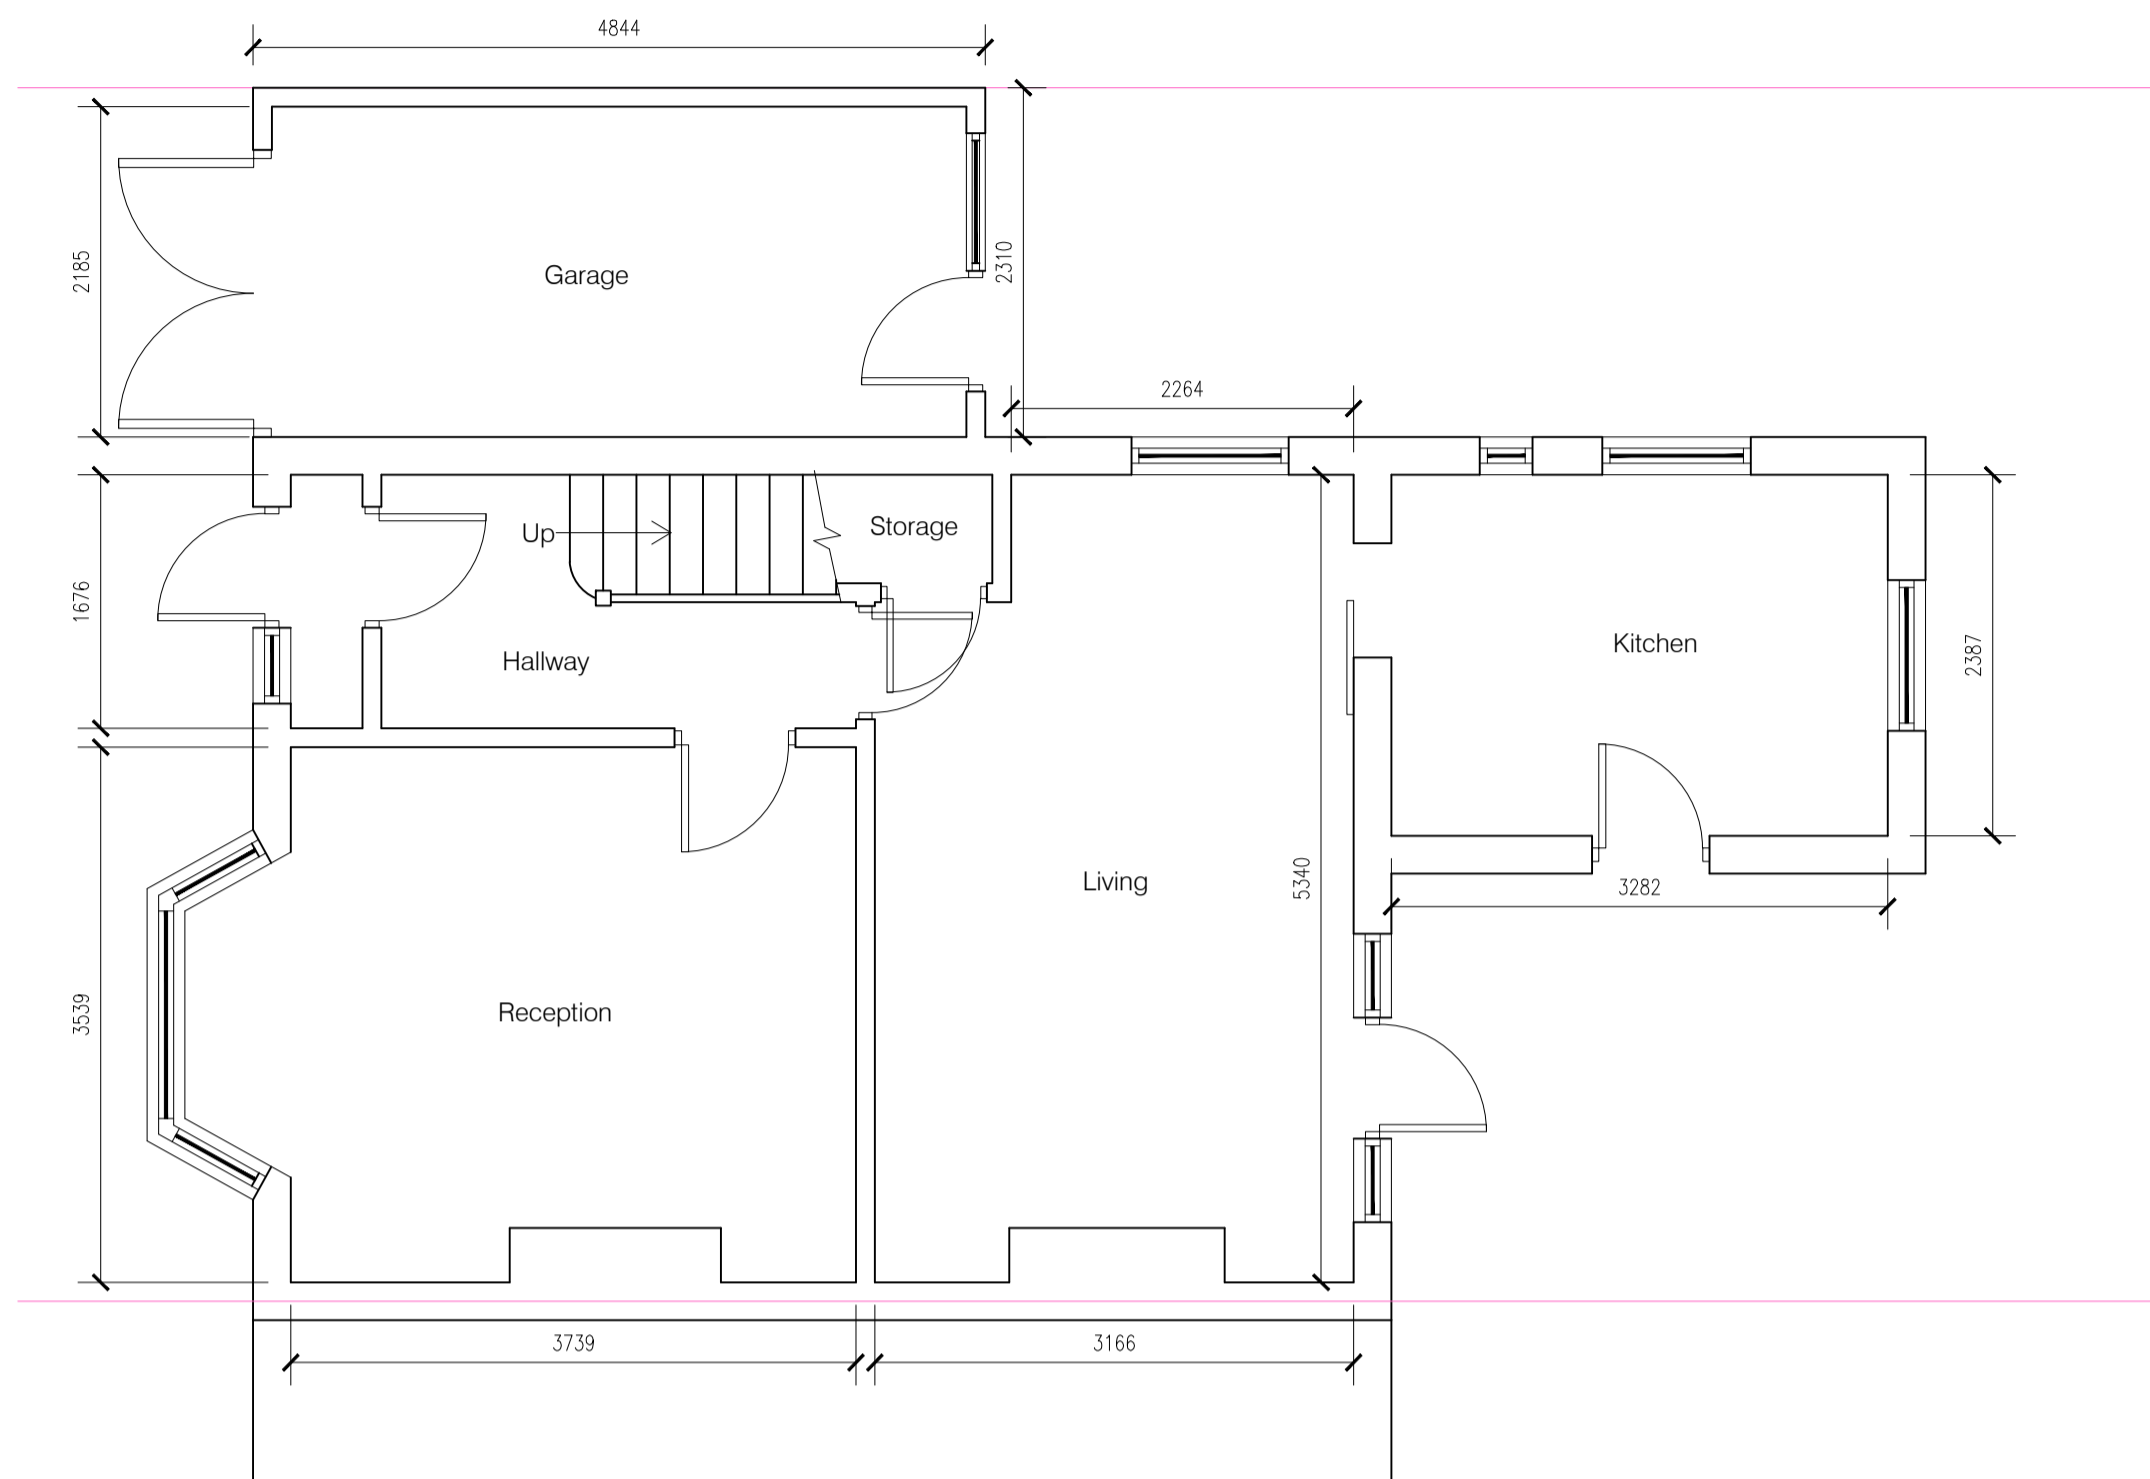 4844
2185
Garage
2310
2264
Up
Storage
1676
Hallway
Kitchen
2387
Living
5340
3282
Reception
3539
3739
3166